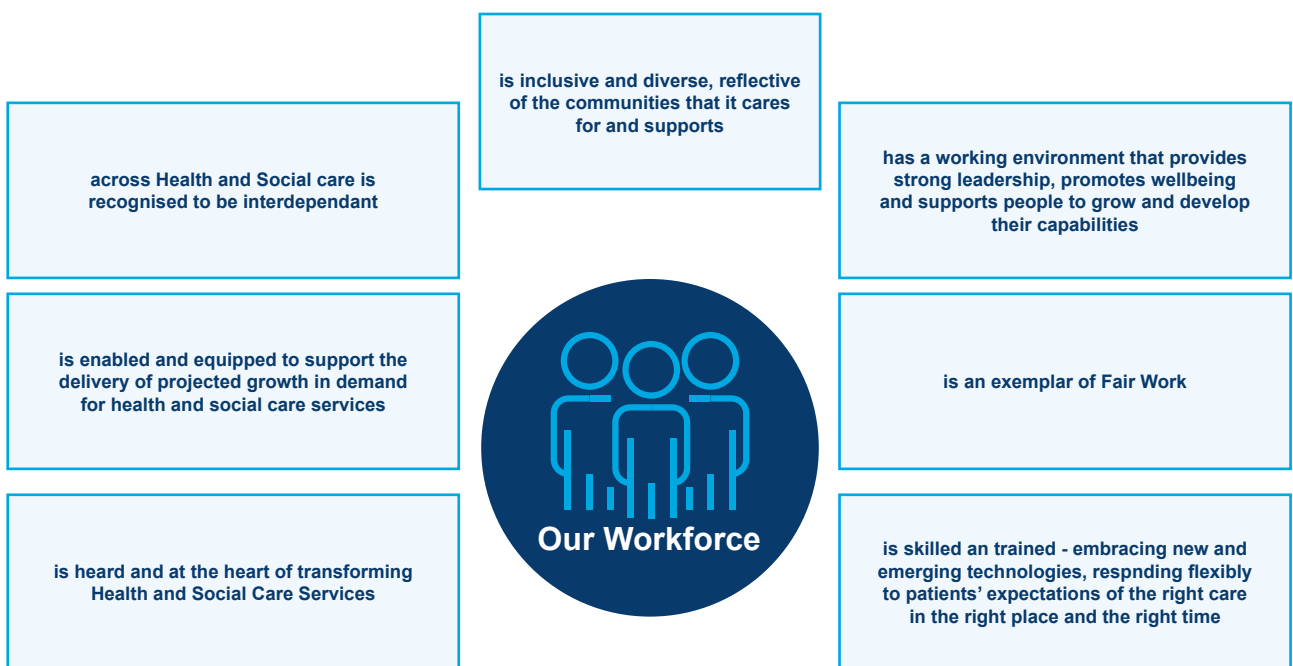 is inclusive and diverse, reflective
of the communities that it cares
for and supports
across Health and Social care is
recognised to be interdependant
has a working environment that provides
strong leadership, promotes wellbeing
and supports people to grow and develop
their capabilities
is enabled and equipped to support the
delivery of projected growth in demand
for health and social care services
is an exemplar of Fair Work
Our Workforce
is heard and at the heart of transforming
Health and Social Care Services
is skilled an trained - embracing new and
emerging technologies, respnding flexibly
to patients’ expectations of the right care
in the right place and the right time